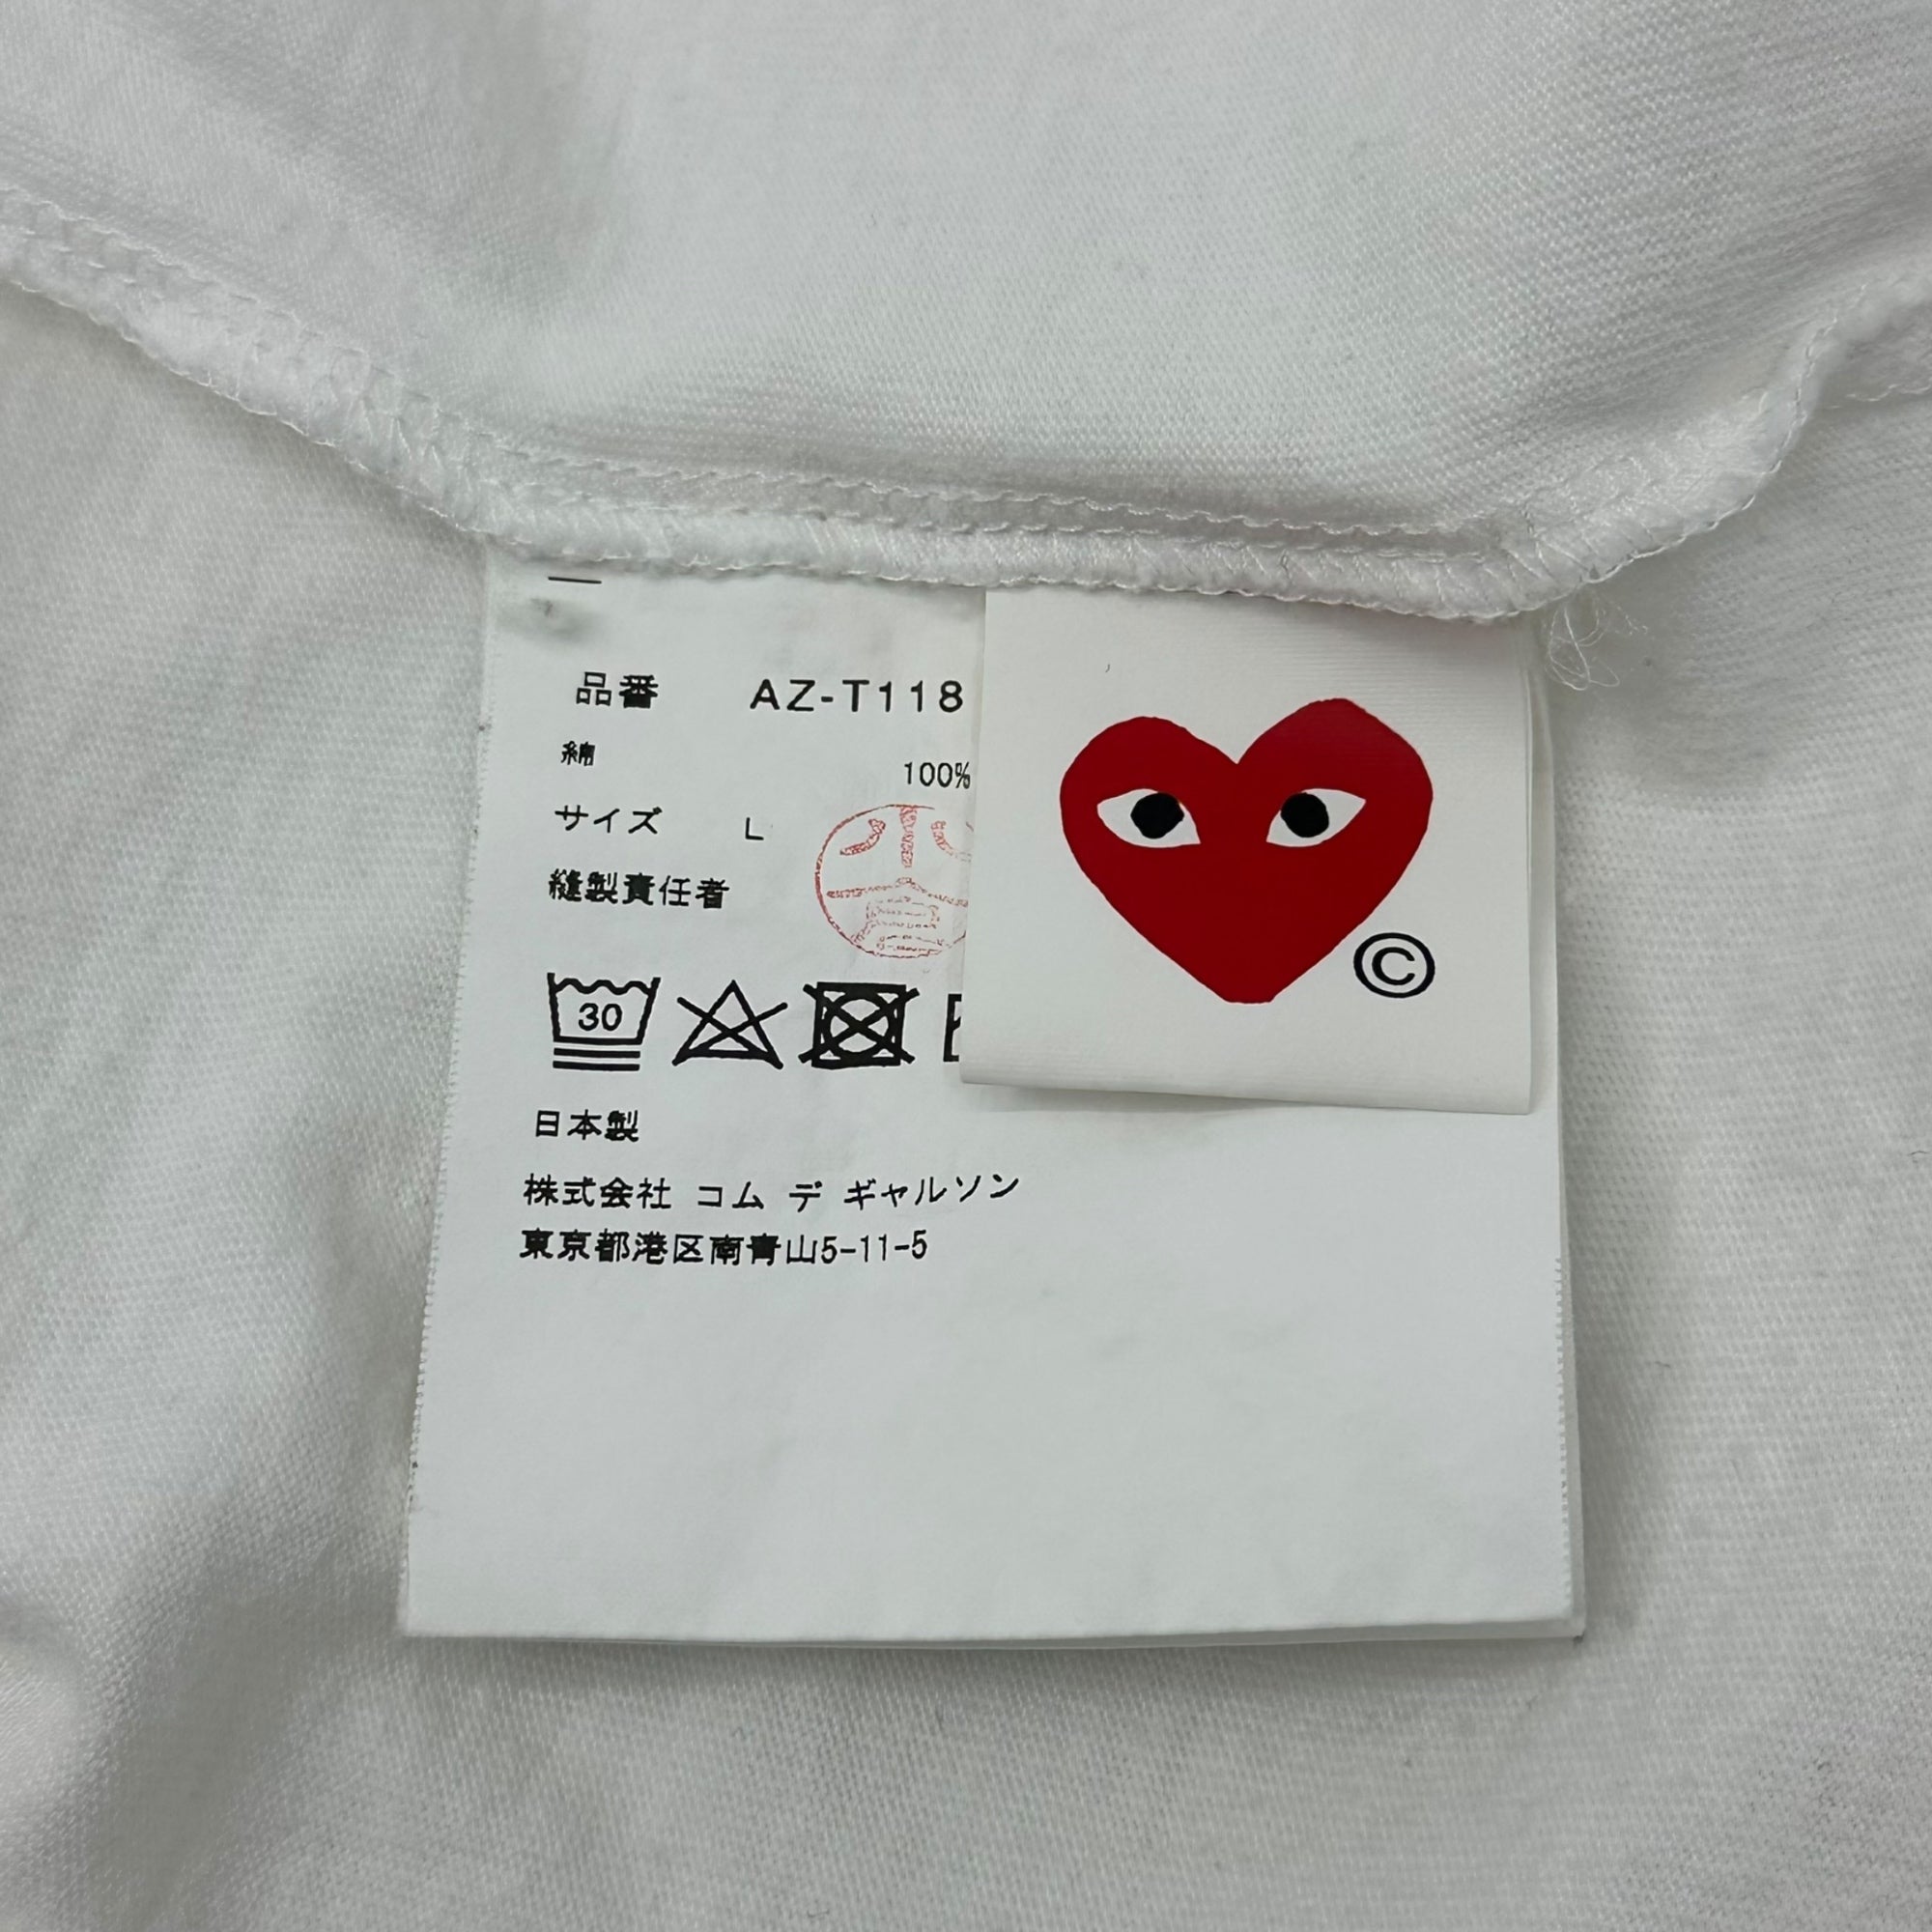 品番 AZ-T118
綿 100%
サイズ L
縫製責任者
30
日本製
株式会社 コム デ ギャルソン
東京都港区南青山5-11-5
©